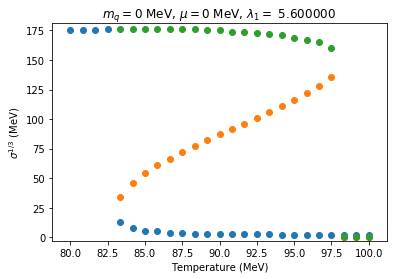 m_q = 0 MeV, μ = 0 MeV, λ_1 = 5.600000
σ^{1/3} (MeV)
175
150
125
100
75
50
25
0
80.0 82.5 85.0 87.5 90.0 92.5 95.0 97.5 100.0
Temperature (MeV)